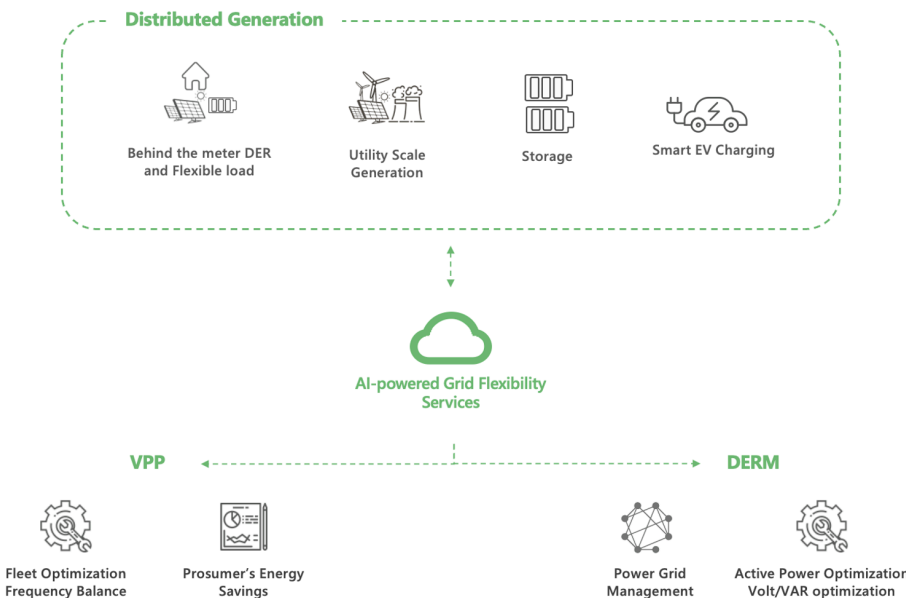 Distributed Generation
Behind the meter DER
and Flexible load
Utility Scale
Generation
Storage
Smart EV Charging
AI-powered Grid Flexibility
Services
VPP
DERM
Fleet Optimization
Frequency Balance
Prosumer's Energy
Savings
Power Grid
Management
Active Power Optimization
Volt/VAR optimization